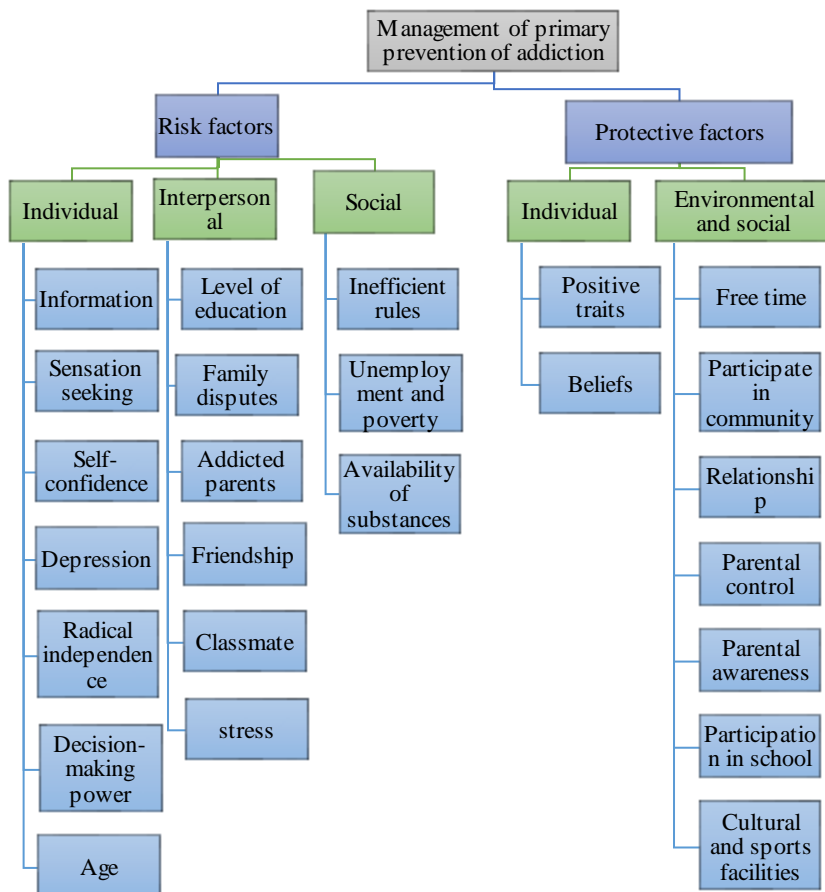 Management of primary
prevention of addiction
Risk factors
Protective factors
Individual
Interperson
al
Social
Individual
Environmental
and social
Information
Sensation
seeking
Self-
confidence
Depression
Radical
independen
ce
Decision-
making
power
Age
Level of
education
Family
disputes
Addicted
parents
Friendship
Classmate
stress
Inefficient
rules
Unemploy
ment and
poverty
Availability
of
substances
Positive
traits
Beliefs
Free time
Participate
in
community
Relationshi
p
Parental
control
Parental
awareness
Participatio
n in school
Cultural
and sports
facilities